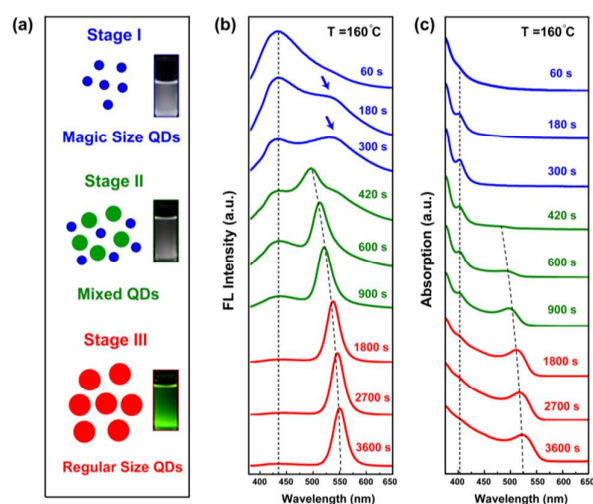 (a)
Stage I
Magic Size QDs
Stage II
Mixed QDs
Stage III
Regular Size QDs
(b)
T =160°C
60 s
180 s
300 s
420 s
600 s
900 s
1800 s
2700 s
3600 s
FL Intensity (a.u.)
400 450 500 550 600 650
Wavelength (nm)
(c)
T =160°C
60 s
180 s
300 s
420 s
600 s
900 s
1800 s
2700 s
3600 s
Absorption (a.u.)
400 450 500 550 600 650
Wavelength (nm)